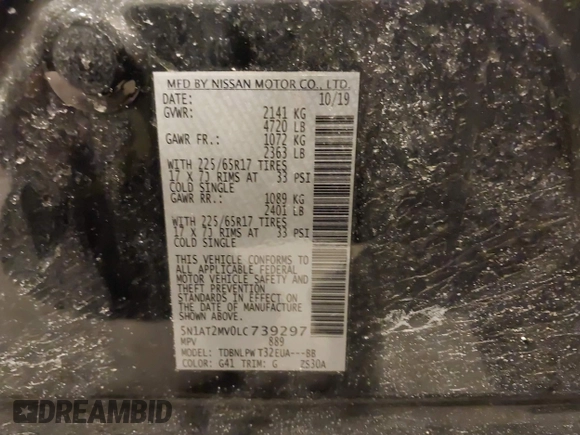 MFD BY NISSAN MOTOR CO., LTD.
DATE: 10/19
GVWR: 2141 KG
4720 LB
GAWR FR.: 1072 KG
2363 LB
WITH 225/65R17 TIRES
17 X 7J RIMS AT 33 PSI
COLD SINGLE
GAWR RR.: 1089 KG
2401 LB
WITH 225/65R17 TIRES
17 X 7J RIMS AT 33 PSI
COLD SINGLE
THIS VEHICLE CONFORMS TO
ALL APPLICABLE FEDERAL
MOTOR VEHICLE SAFETY AND
THEFT PREVENTION
STANDARDS IN EFFECT ON
THE DATE OF MANUFACTURE
SHOWN ABOVE.
5N1AT2MV0LC739297
MPV 889
MODEL: TDBNLPW T32EUA---BB
COLOR: G41 TRIM: G ZS30A
DREAMBID